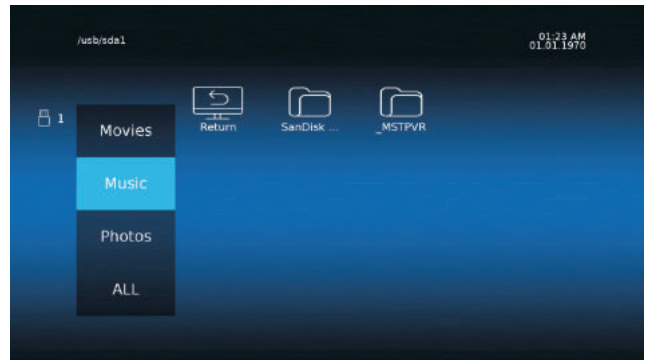 /usb/sda1
01:23 AM
01.01.1970
1
Movies
Music
Photos
ALL
Return
SanDisk ...
_MSTPVR